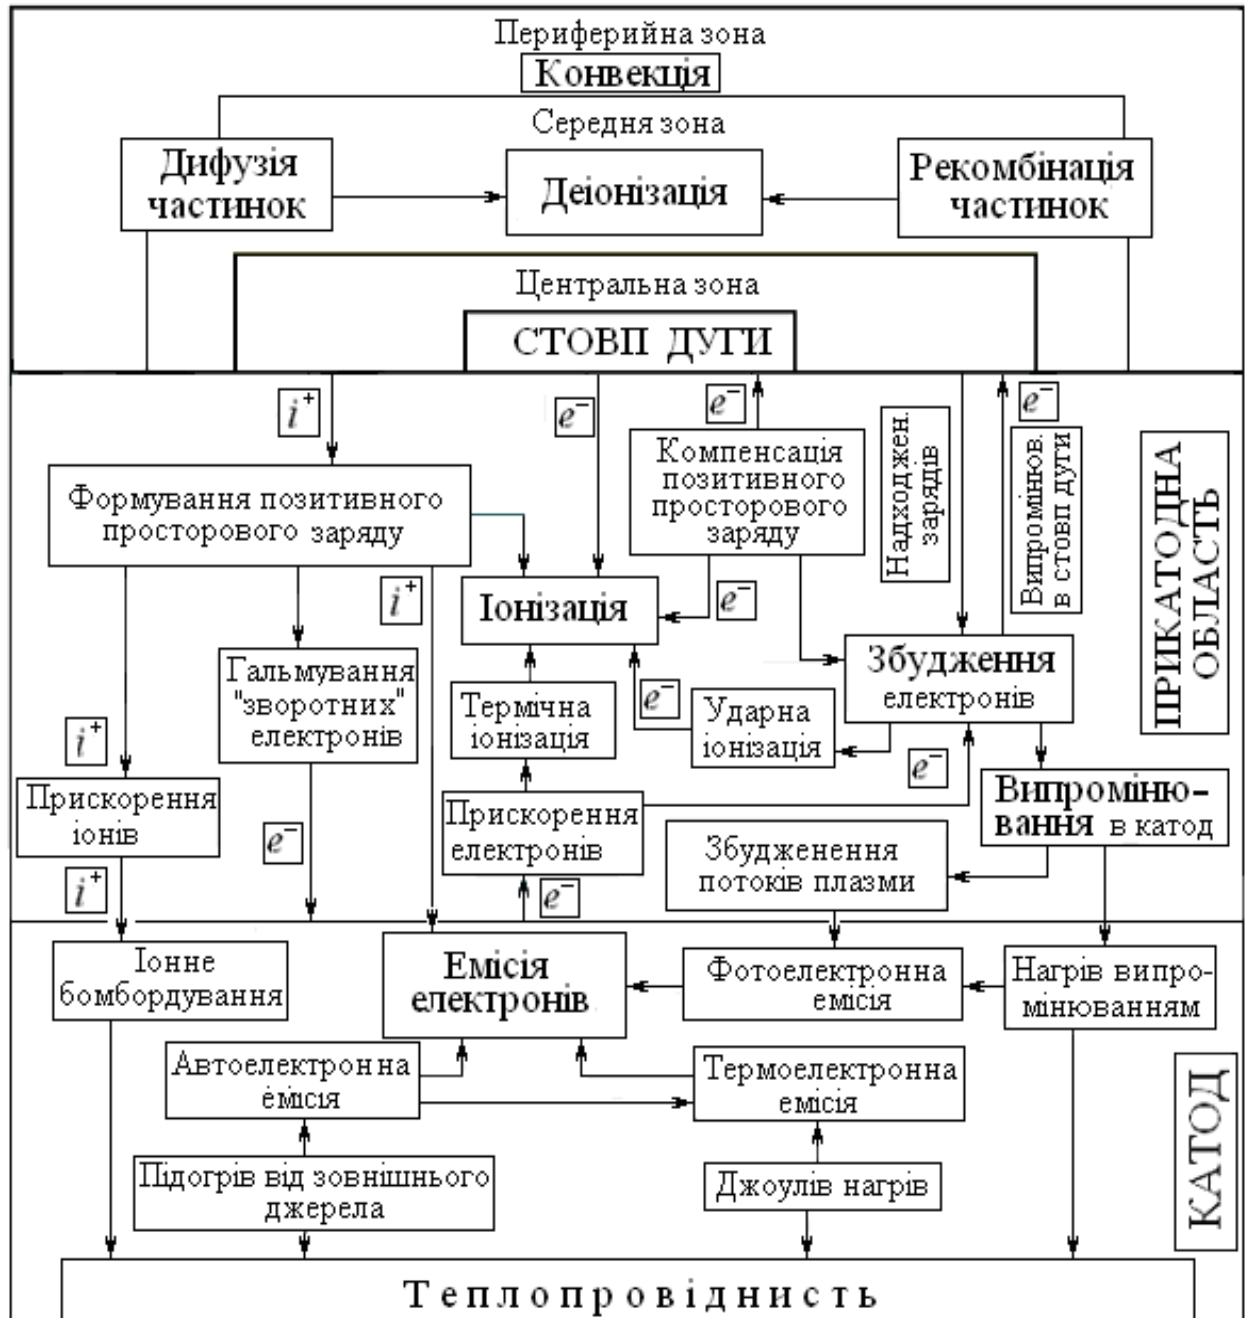 Периферийна зона
Конвекція
Середня зона
Дифузія
частинок
Деіонізація
Рекомбінація
частинок
Центральна зона
СТОВП ДУГИ
i⁺
e⁻
e⁻
e⁻
Надходжен.
зарядів
Випромінюв.
в стовп дуги
ПРИКАТОДНА
ОБЛАСТЬ
Формування позитивного
просторового заряду
Компенсація
позитивного
просторового
заряду
i⁺
e⁻
Іонізація
Збудження
електронів
Гальмування
"зворотних"
електронів
e⁻
Термічна
іонізація
Ударна
іонізація
i⁺
e⁻
Прискорення
іонів
Прискорення
електронів
Випроміню-
вання в катод
e⁻
Збудженення
потоків плазми
i⁺
e⁻
Іонне
бомбордування
Емісія
електронів
Фотоелектронна
емісія
Нагрів випро-
мінюванням
Автоелектронна
емісія
Термоелектронна
емісія
КАТОД
Підогрів від зовнішнього
джерела
Джоулів нагрів
Теплопровіднисть